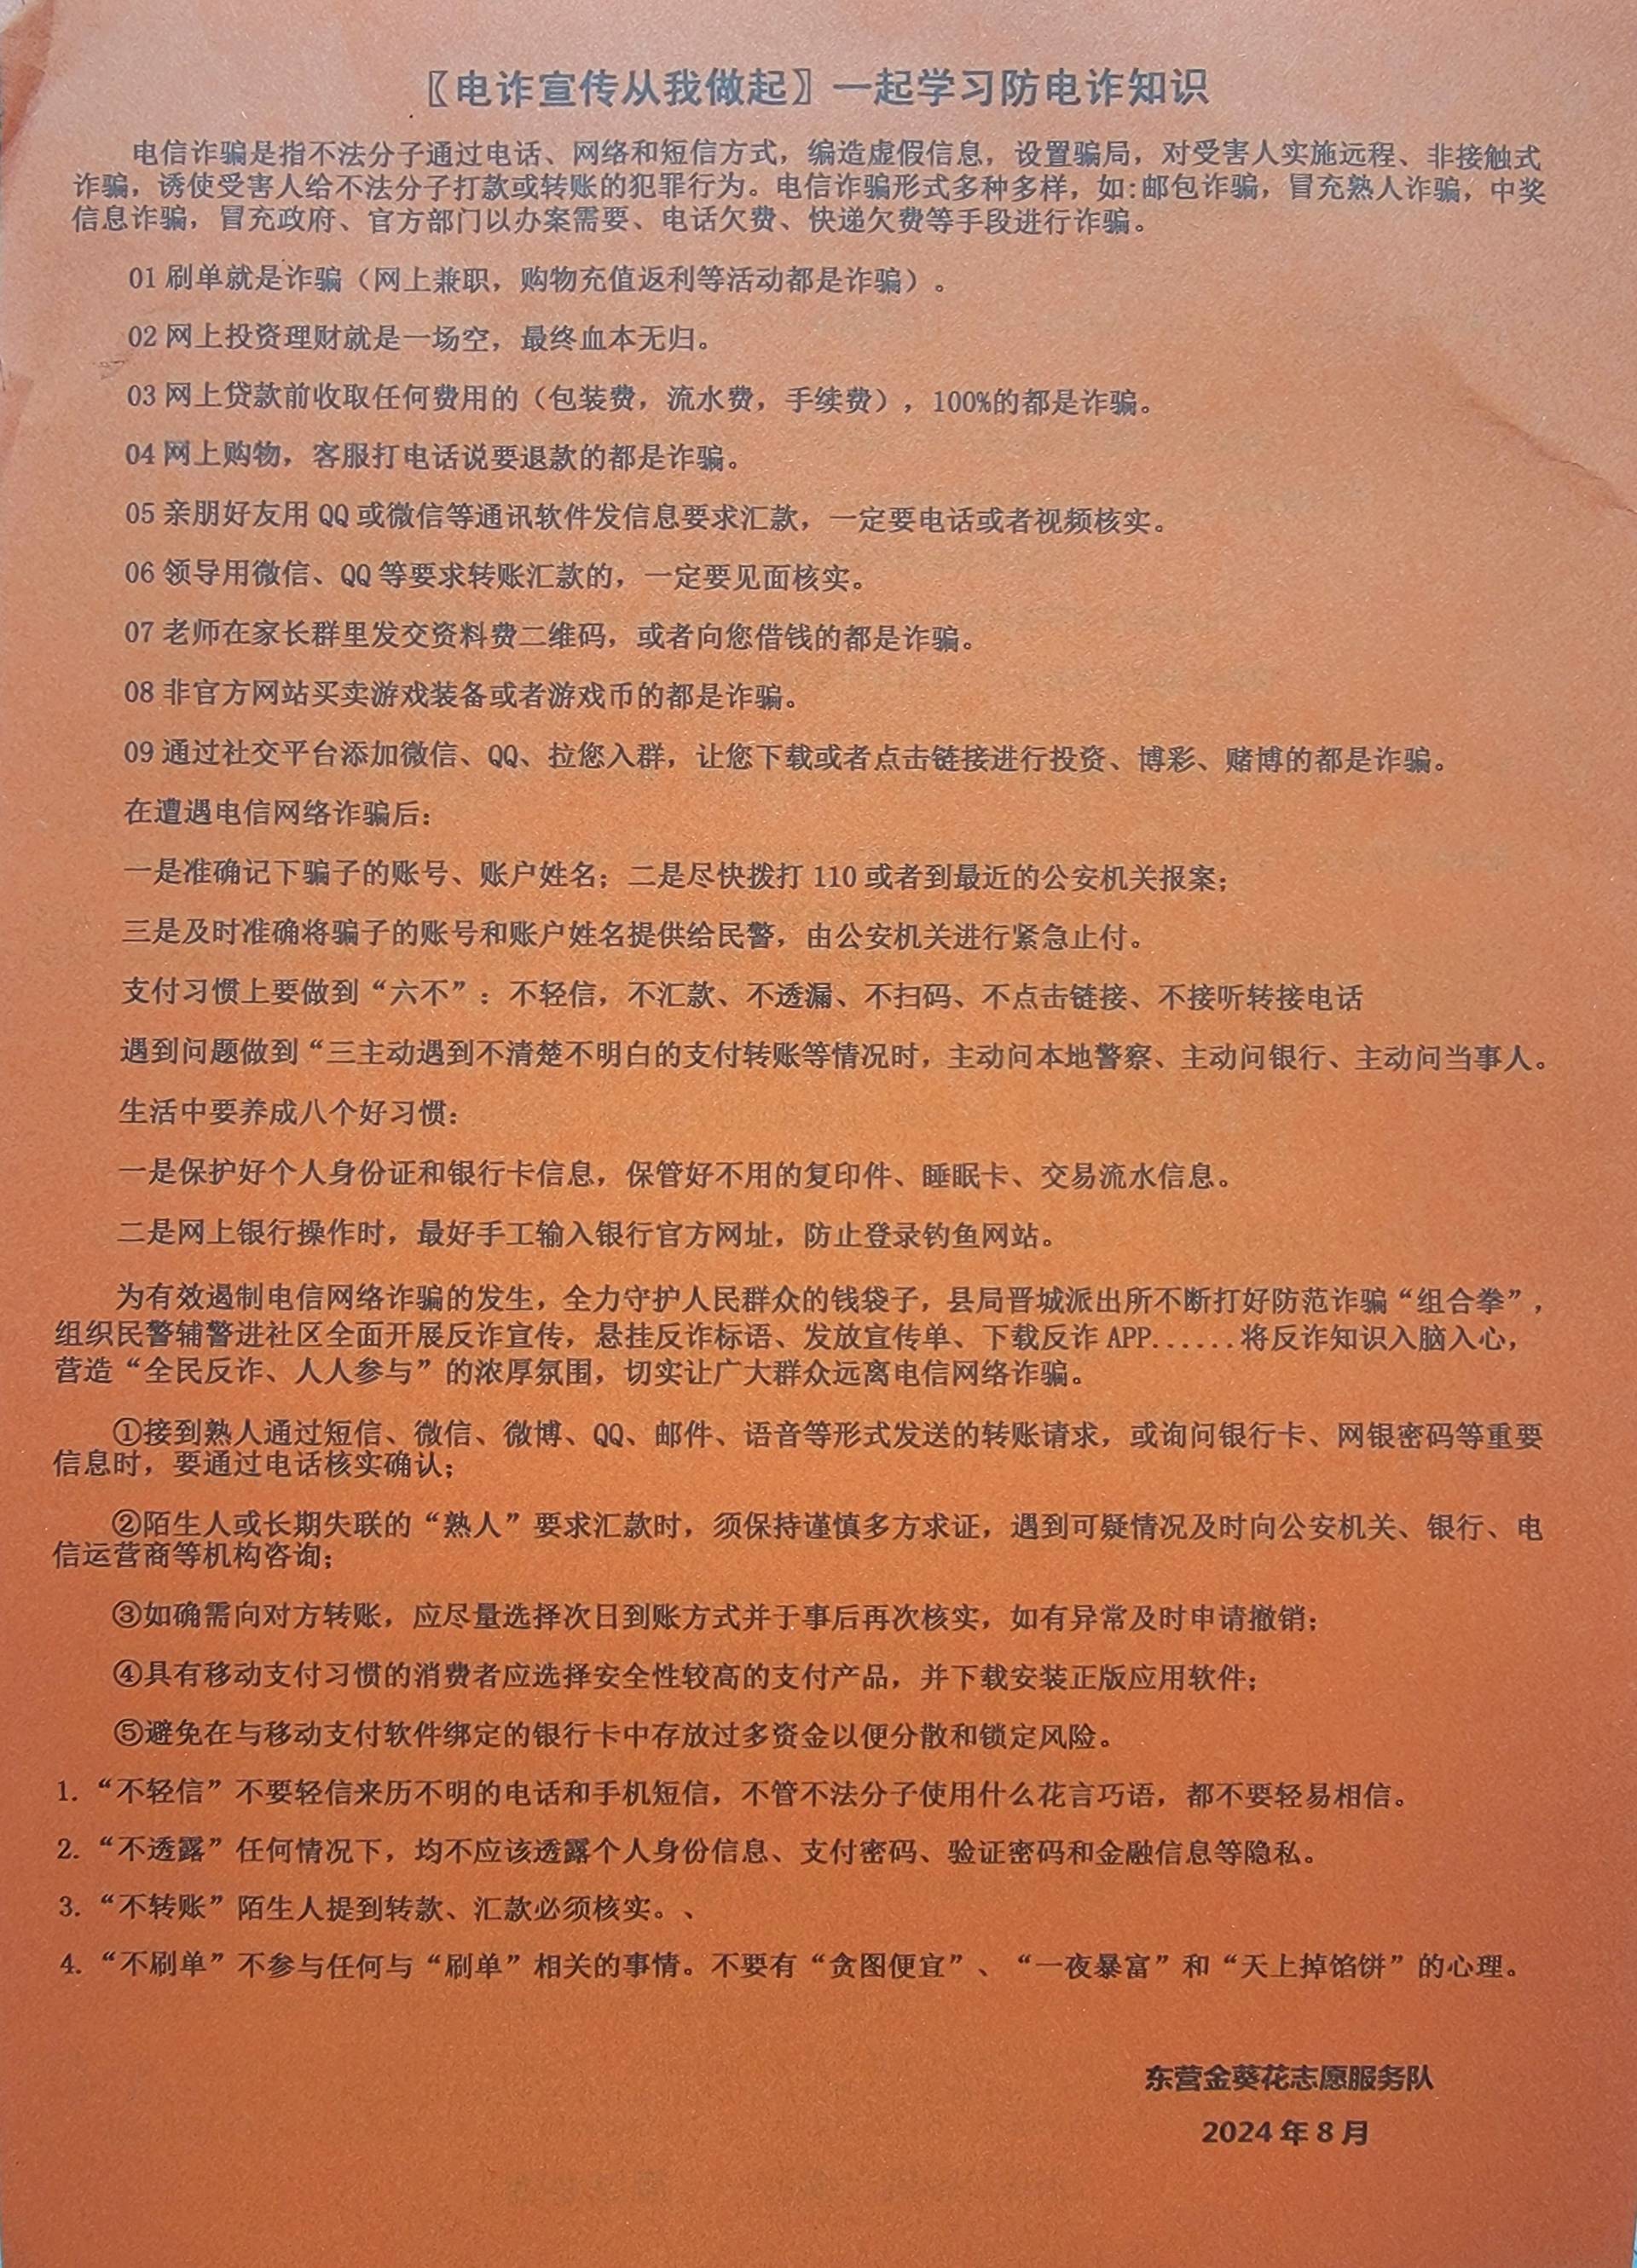 〖电诈宣传从我做起〗一起学习防电诈知识
电信诈骗是指不法分子通过电话、网络和短信方式，编造虚假信息，设置骗局，对受害人实施远程、非接触式
诈骗，诱使受害人给不法分子打款或转账的犯罪行为。电信诈骗形式多种多样，如:邮包诈骗，冒充熟人诈骗，中奖
信息诈骗，冒充政府、官方部门以办案需要、电话欠费、快递欠费等手段进行诈骗。
01 刷单就是诈骗（网上兼职，购物充值返利等活动都是诈骗）。
02 网上投资理财就是一场空，最终血本无归。
03 网上贷款前收取任何费用的（包装费，流水费，手续费），100%的都是诈骗。
04 网上购物，客服打电话说要退款的都是诈骗。
05 亲朋好友用 QQ 或微信等通讯软件发信息要求汇款，一定要电话或者视频核实。
06 领导用微信、QQ 等要求转账汇款的，一定要见面核实。
07 老师在家长群里发交资料费二维码，或者向您借钱的都是诈骗。
08 非官方网站买卖游戏装备或者游戏币的都是诈骗。
09 通过社交平台添加微信、QQ、拉您入群，让您下载或者点击链接进行投资、博彩、赌博的都是诈骗。
在遭遇电信网络诈骗后:
一是准确记下骗子的账号、账户姓名；二是尽快拨打 110 或者到最近的公安机关报案；
三是及时准确将骗子的账号和账户姓名提供给民警，由公安机关进行紧急止付。
支付习惯上要做到“六不”: 不轻信，不汇款、不透漏、不扫码、不点击链接、不接听转接电话
遇到问题做到“三主动遇到不清楚不明白的支付转账等情况时，主动问本地警察、主动问银行、主动问当事人。
生活中要养成八个好习惯:
一是保护好个人身份证和银行卡信息，保管好不用的复印件、睡眠卡、交易流水信息。
二是网上银行操作时，最好手工输入银行官方网址，防止登录钓鱼网站。
为有效遏制电信网络诈骗的发生，全力守护人民群众的钱袋子，县局晋城派出所不断打好防范诈骗“组合拳”，
组织民警辅警进社区全面开展反诈宣传，悬挂反诈标语、发放宣传单、下载反诈 APP......将反诈知识入脑入心，
营造“全民反诈、人人参与”的浓厚氛围，切实让广大群众远离电信网络诈骗。
①接到熟人通过短信、微信、微博、QQ、邮件、语音等形式发送的转账请求，或询问银行卡、网银密码等重要
信息时，要通过电话核实确认；
②陌生人或长期失联的“熟人”要求汇款时，须保持谨慎多方求证，遇到可疑情况及时向公安机关、银行、电
信运营商等机构咨询；
③如确需向对方转账，应尽量选择次日到账方式并于事后再次核实，如有异常及时申请撤销；
④具有移动支付习惯的消费者应选择安全性较高的支付产品，并下载安装正版应用软件；
⑤避免在与移动支付软件绑定的银行卡中存放过多资金以便分散和锁定风险。
1. “不轻信”不要轻信来历不明的电话和手机短信，不管不法分子使用什么花言巧语，都不要轻易相信。
2. “不透露”任何情况下，均不应该透露个人身份信息、支付密码、验证密码和金融信息等隐私。
3. “不转账”陌生人提到转款、汇款必须核实。、
4. “不刷单”不参与任何与“刷单”相关的事情。不要有“贪图便宜”、“一夜暴富”和“天上掉馅饼”的心理。
东营金葵花志愿服务队
2024 年 8 月